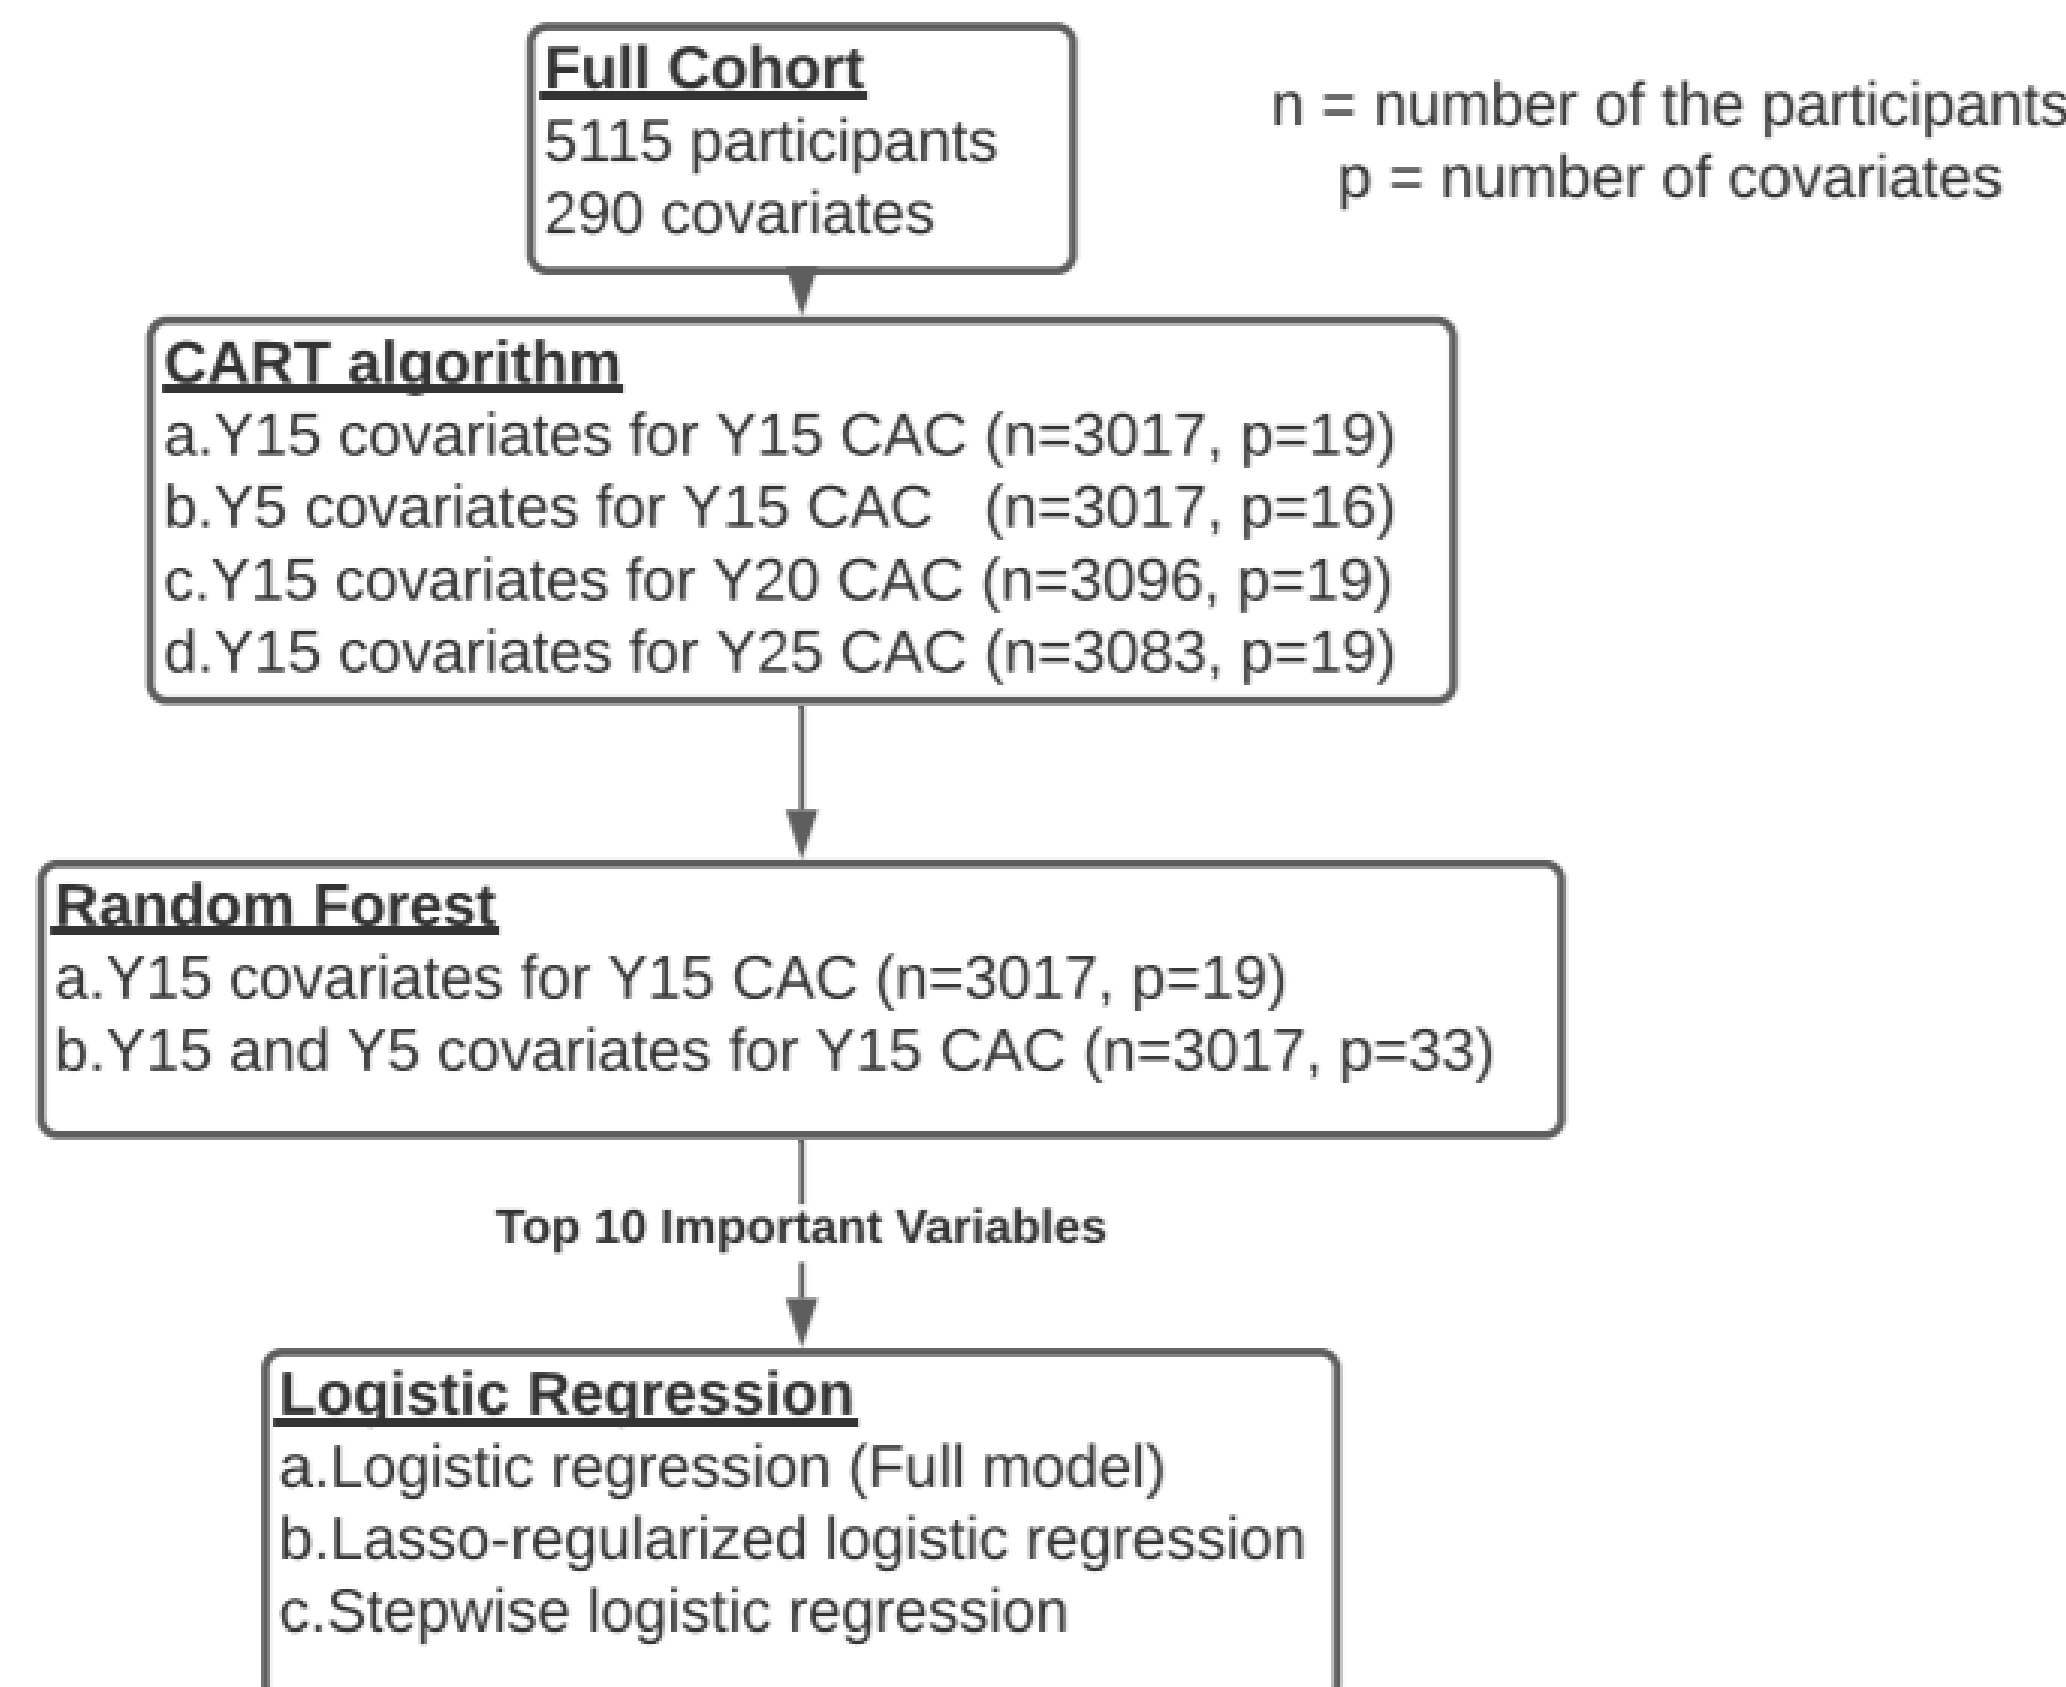 Full Cohort
5115 participants
290 covariates
n = number of the participants
p = number of covariates
CART algorithm
a.Y15 covariates for Y15 CAC (n=3017, p=19)
b.Y5 covariates for Y15 CAC (n=3017, p=16)
c.Y15 covariates for Y20 CAC (n=3096, p=19)
d.Y15 covariates for Y25 CAC (n=3083, p=19)
Random Forest
a.Y15 covariates for Y15 CAC (n=3017, p=19)
b.Y15 and Y5 covariates for Y15 CAC (n=3017, p=33)
Top 10 Important Variables
Logistic Regression
a.Logistic regression (Full model)
b.Lasso-regularized logistic regression
c.Stepwise logistic regression